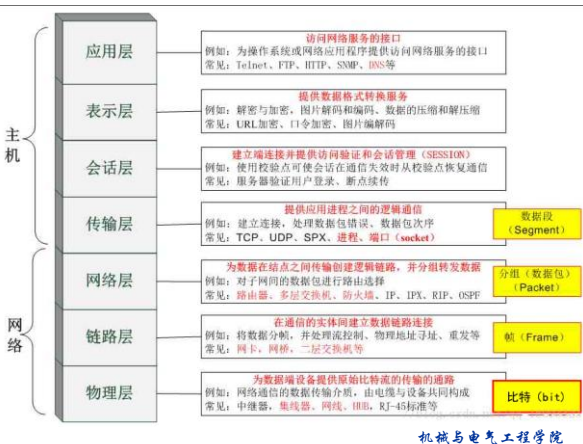 访问网络服务的接口
应用层
例如：为操作系统或网络应用程序提供访问网络服务的接口
常见：Telnet、FTP、HTTP、SNMP、DNS等
提供数据格式转换服务
表示层
例如：解密与加密，图片解码和编码、数据的压缩和解压缩
常见：URL加密、口令加密、图片编解码
主机
建立端连接并提供访问验证和会话管理（SESSION）
会话层
例如：使用校验点可使会话在通信失效时从校验点恢复通信
常见：服务器验证用户登录、断点续传
提供应用进程之间的逻辑通信
传输层
例如：建立连接，处理数据包错误、数据包次序
常见：TCP、UDP、SPX、进程、端口（socket）
数据段
（Segment）
为数据在结点之间传输创建逻辑链路，并分组转发数据
网络层
例如：对子网间的数据包进行路由选择
常见：路由器、多层交换机、防火墙、IP、IPX、RIP、OSPF
分组（数据包）
（Packet）
网络
在通信的实体间建立数据链路连接
链路层
例如：将数据分帧，并处理流控制、物理地址寻址、重发等
常见：网卡，网桥，二层交换机等
帧（Frame）
为数据端设备提供原始比特流的传输的通路
物理层
例如：网络通信的数据传输介质，由电缆与设备共同构成
常见：中继器，集线器、网线、HUB，RJ-45标准等
比特（bit）
机械与电气工程学院